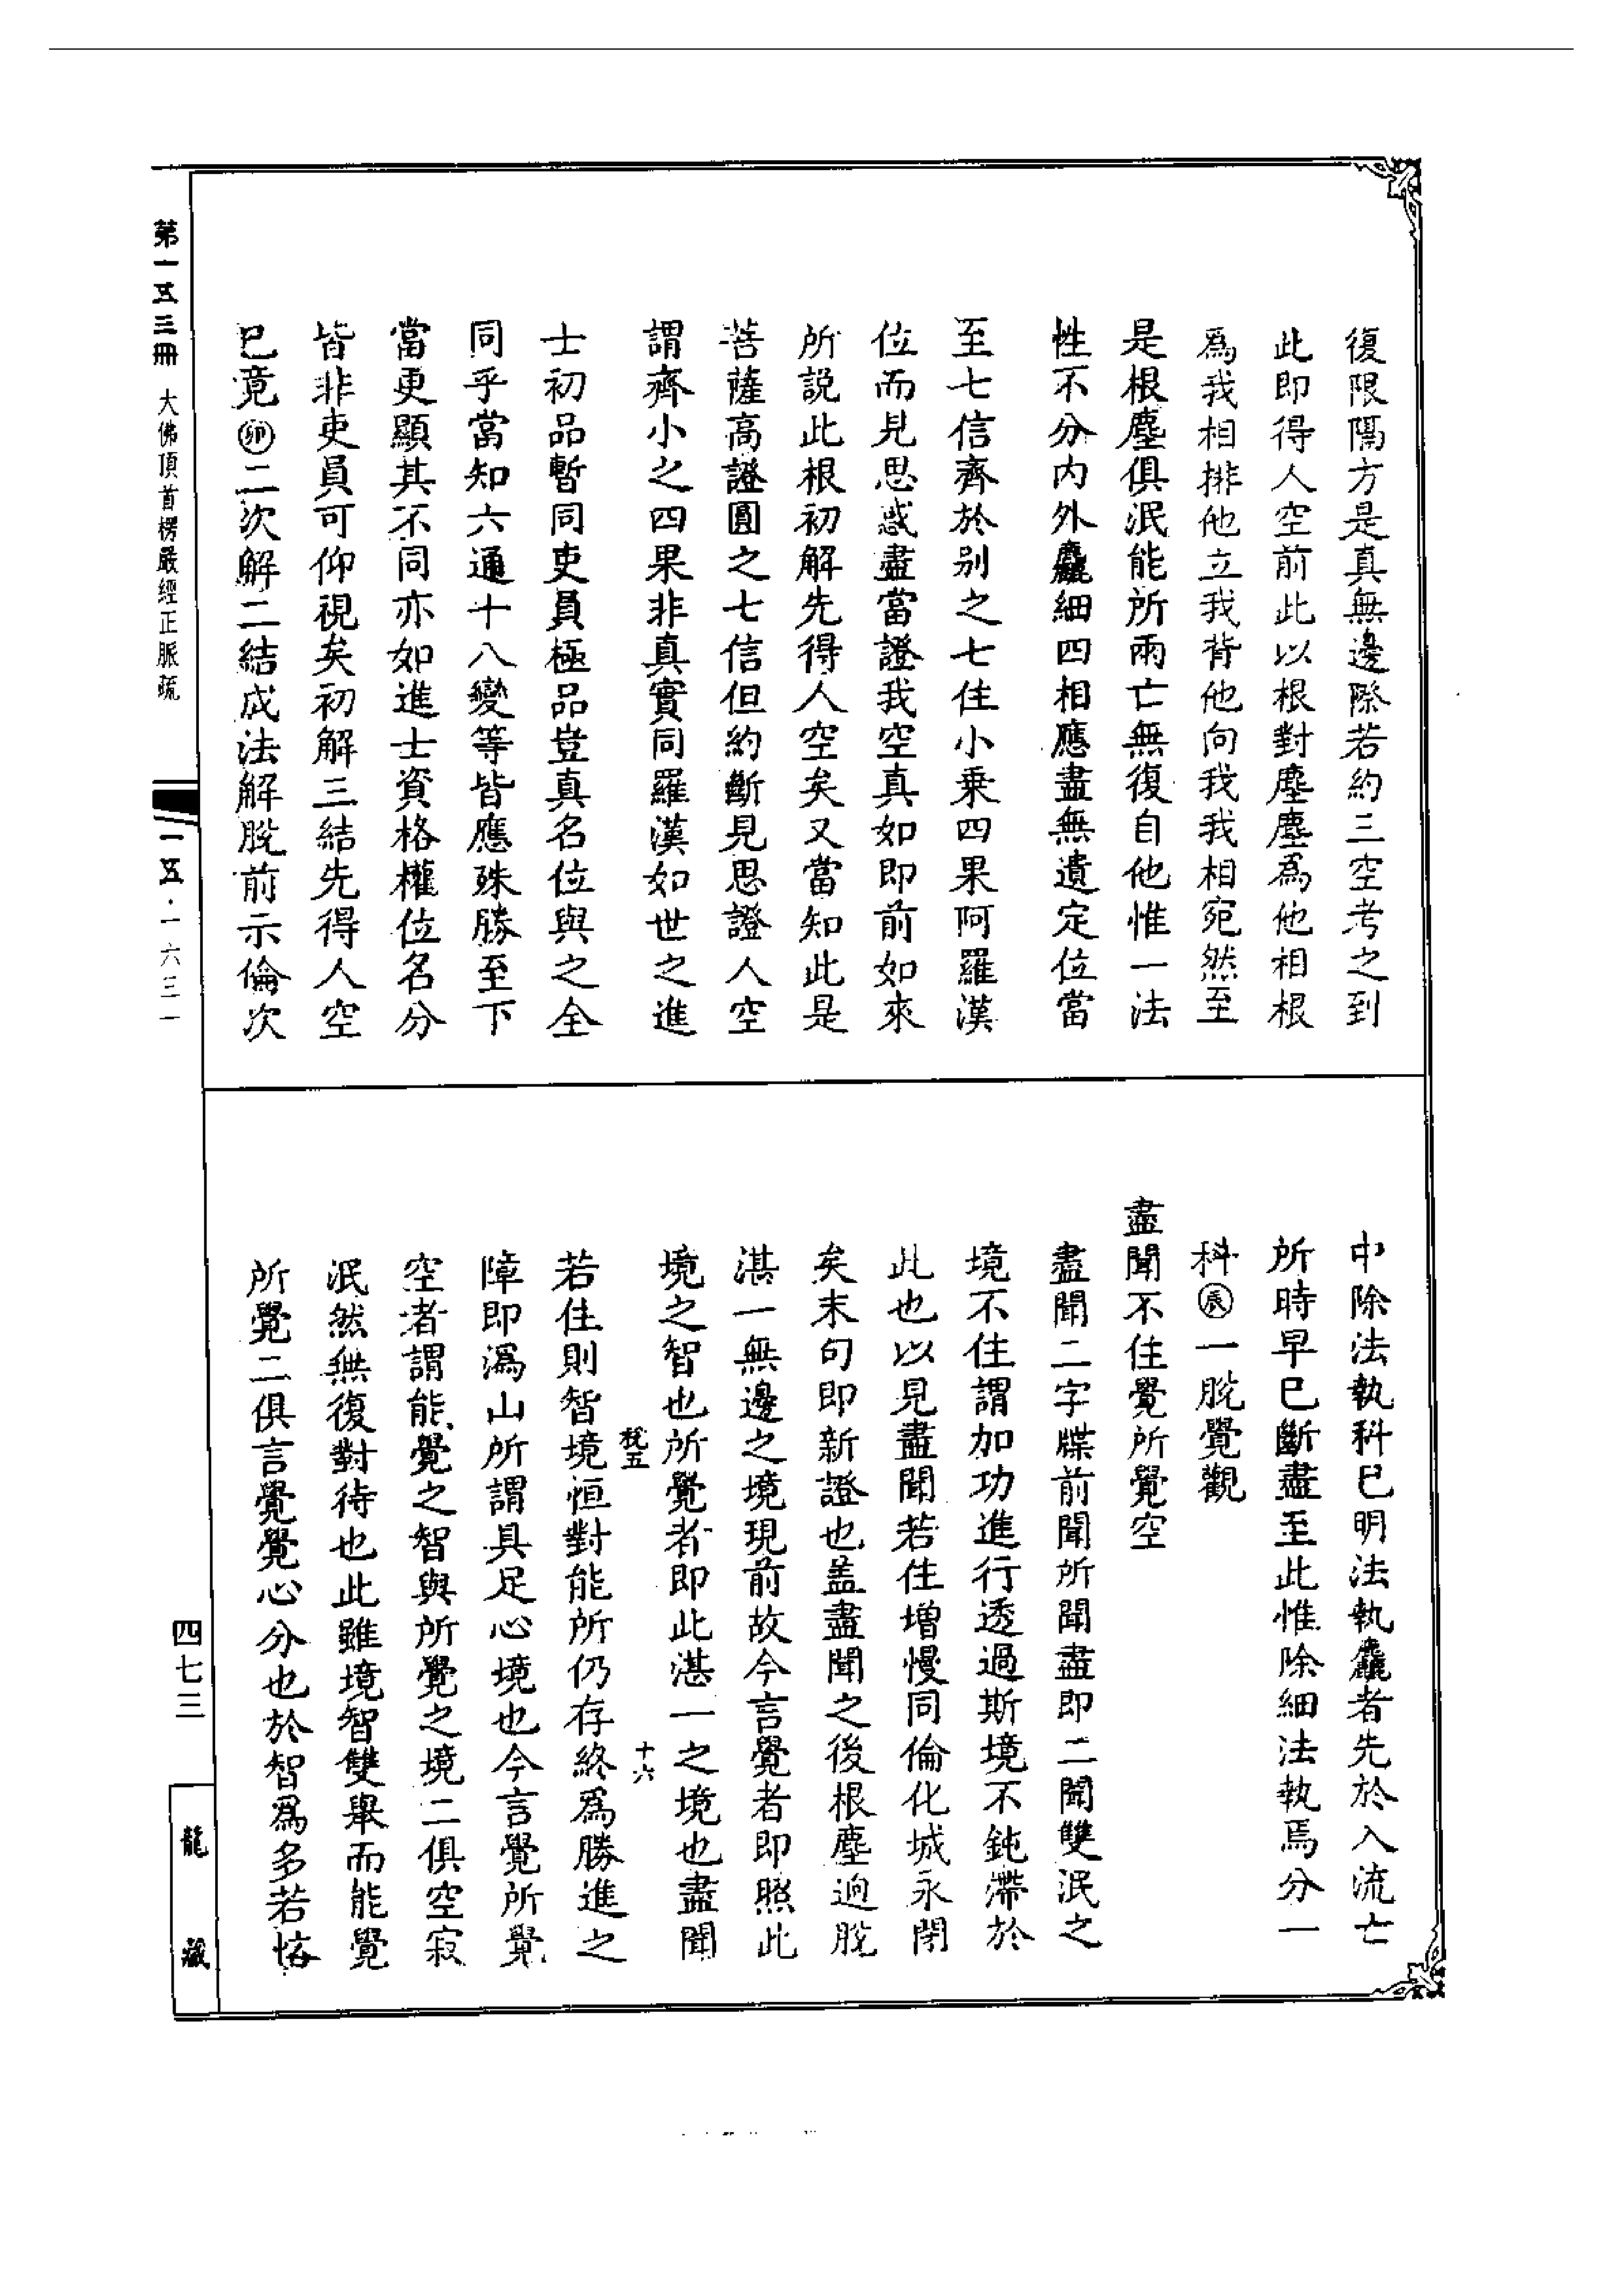 復限隔方是真無邊際若約三空考之到
此即得人空前此以根對塵塵為他相根
為我相排他立我背他向我我相宛然至
是根塵俱泯能所兩亡無復自他惟一法
性不分內外麤細四相應盡無遺定位當
至七信齊於別之七住小乗四果阿羅漢
位而見思惑盡當證我空真如即前如來
所説此根初解先得人空矣又當知此是
菩薩高證圓之七信但約斷見思證人空
謂齊小之四果非真實同羅漢如世之進
士初品暫同吏員極品豈真名位與之全
同乎當知六通十八變等皆應殊勝至下
當更顯其不同亦如進士資格權位名分
皆非吏員可仰視矣初解三結先得人空
巳竟㊞二次解二結成法解脫前示倫次
中除法執科巳明法執麤者先於入流亡
所時早巳斷盡至此惟除細法執焉分一
科辰一脫覺觀
盡聞不住覺所覺空
盡聞二字牒前聞所聞盡即二聞雙泯之
境不住謂加功進行透過斯境不鈍滯於
此也以見盡聞若住增慢同倫化城永閉
矣末句即新證也盖盡聞之後根塵迥脫
湛一無邊之境現前故今言覺者即照此
境之智也所覺者即此湛一之境也盡聞
若住則智境恒對能所仍存終為勝進之
障即溈山所謂具足心境也今言覺所覺
空者謂能覺之智與所覺之境二俱空寂
泯然無復對待也此雖境智雙舉而能覺
所覺二俱言覺覺心分也於智為多若恡
十六
第一五三冊 大佛頂首楞嚴經正脈疏
一五·一六三一
四七三
龍藏